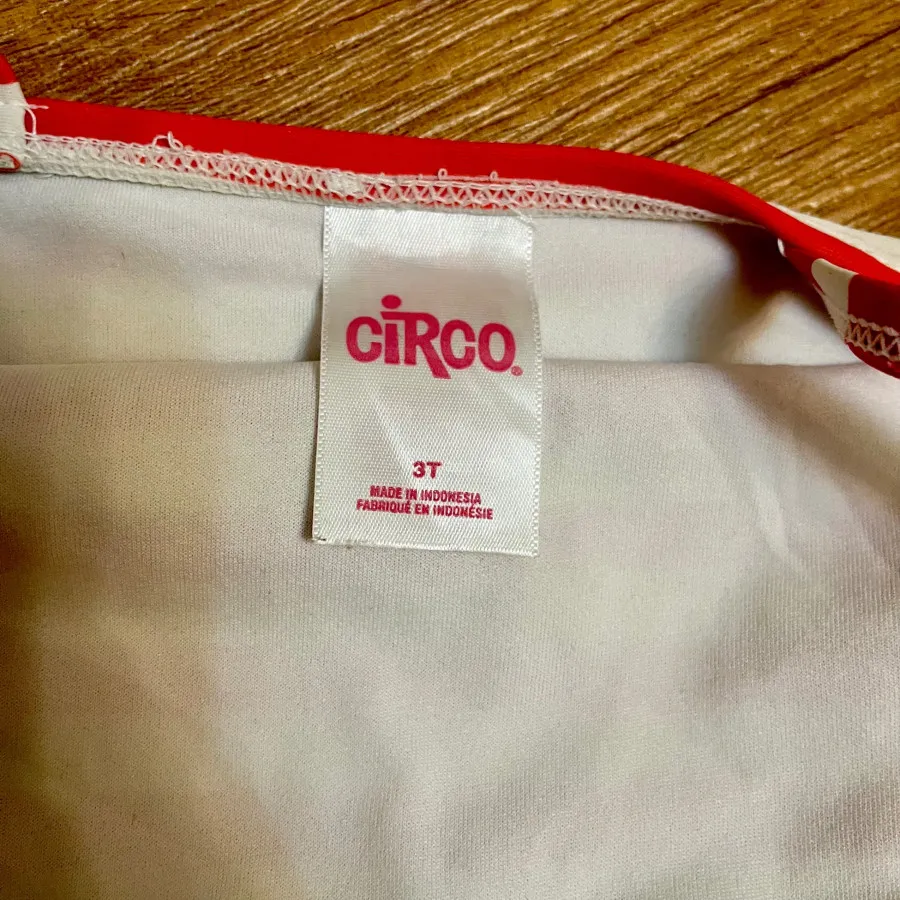 CiRCO®
3T
MADE IN INDONESIA
FABRIQUÉ EN INDONÉSIE